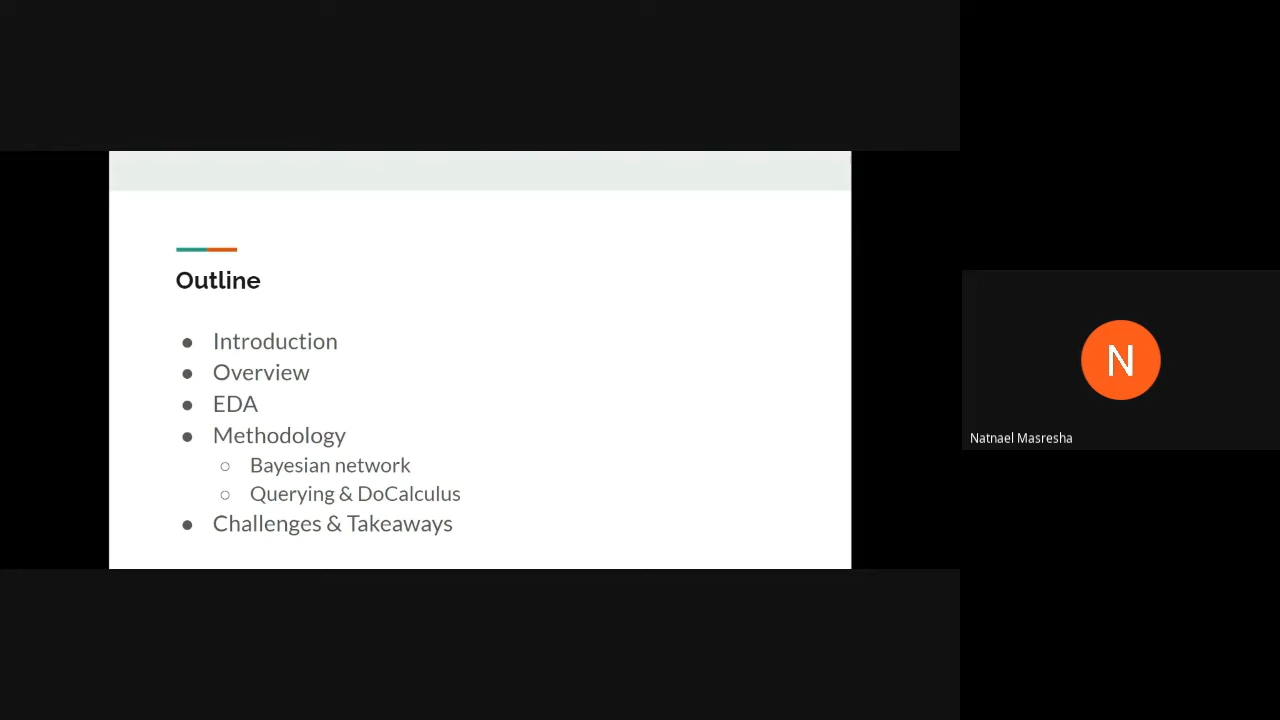 Outline
● Introduction
● Overview
● EDA
● Methodology
○ Bayesian network
○ Querying & DoCalculus
● Challenges & Takeaways
N
Natnael Masresha